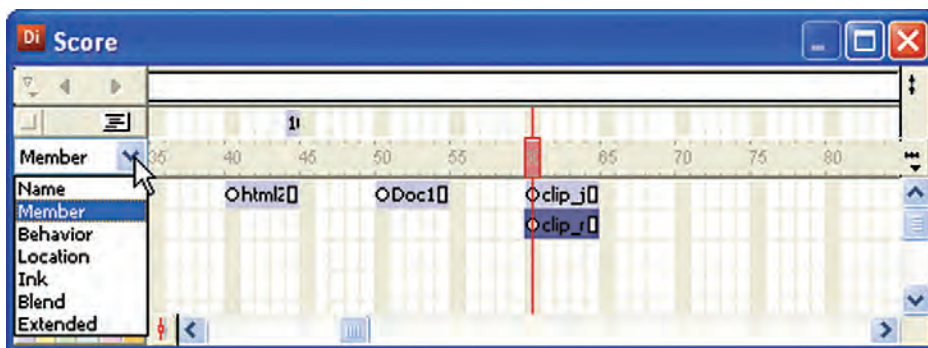 Di Score
1
Member 35 40 45 50 55 65 70 75 80
Name
html2 Doc1 clip_j
Member
clip_r
Behavior
Location
Ink
Blend
Extended